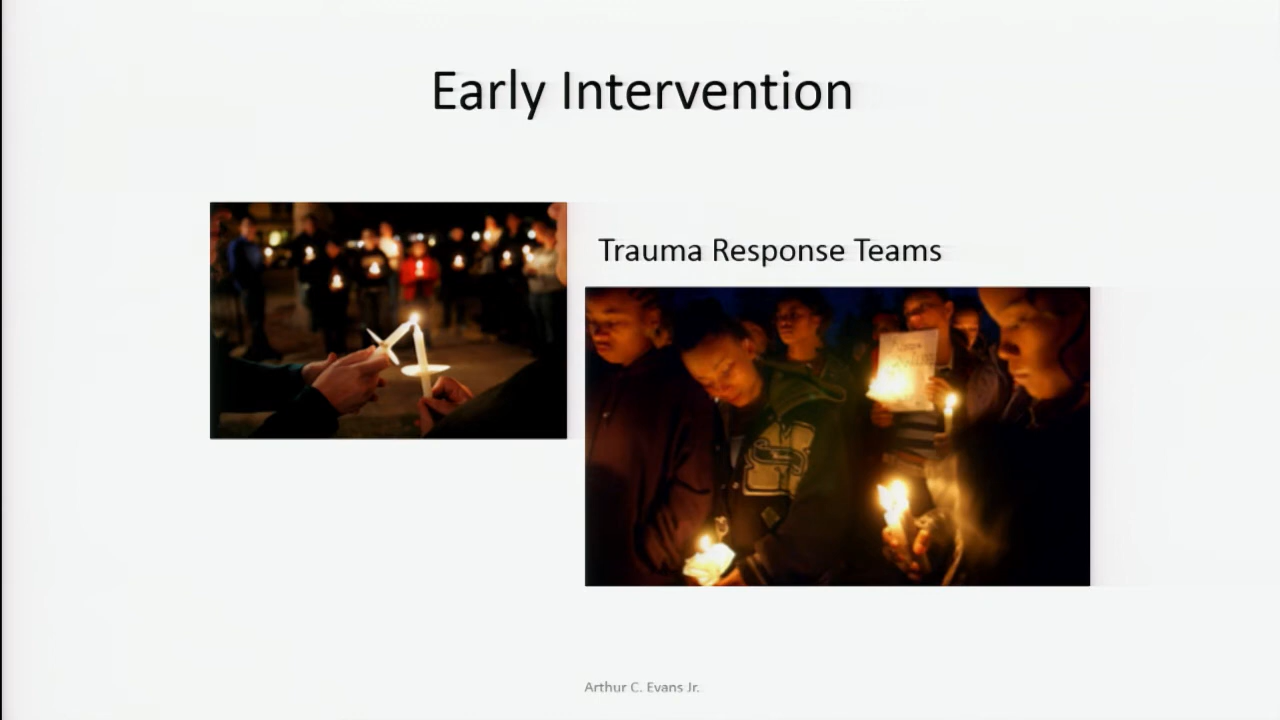 Early Intervention
Trauma Response Teams
Arthur C. Evans Jr.